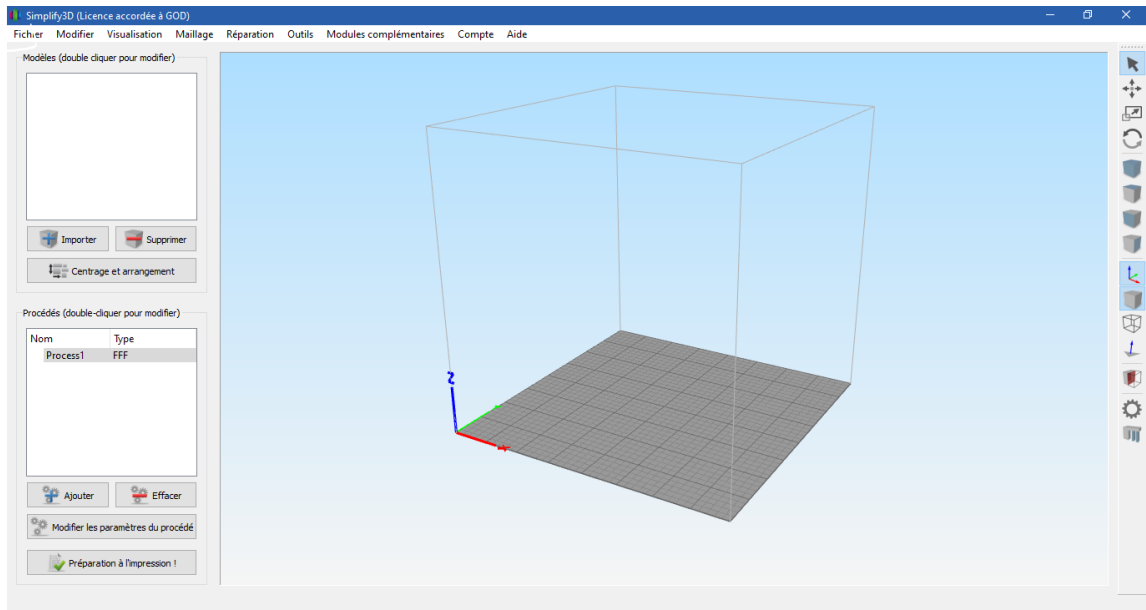 Simplify3D (Licence accordée à GOD)
Fichier Modifier Visualisation Maillage Réparation Outils Modules complémentaires Compte Aide
Modèles (double cliquer pour modifier)
Importer Supprimer
Centrage et arrangement
Procédés (double-cliquer pour modifier)
Nom Type
Process1 FFF
Ajouter Effacer
Modifier les paramètres du procédé
Préparation à l'impression !